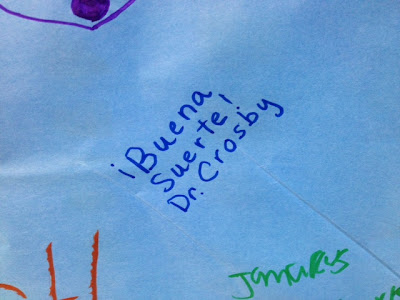 ¡Buena
Suerte!
Dr. Crosby